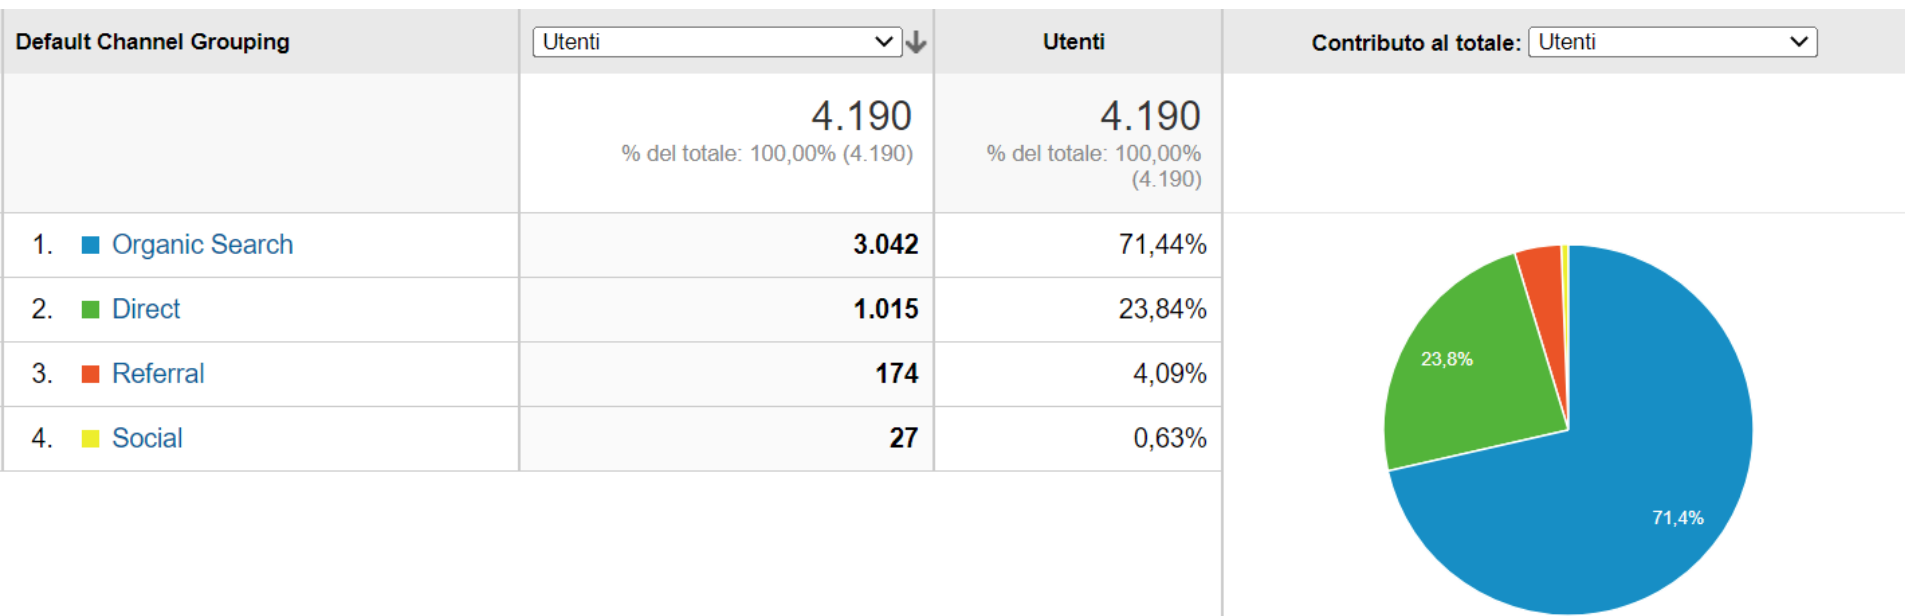 Default Channel Grouping
Utenti
Utenti
Contributo al totale: Utenti
4.190
% del totale: 100,00% (4.190)
4.190
% del totale: 100,00%
(4.190)
1. Organic Search 3.042 71,44%
2. Direct 1.015 23,84%
3. Referral 174 4,09%
4. Social 27 0,63%
23,8%
71,4%